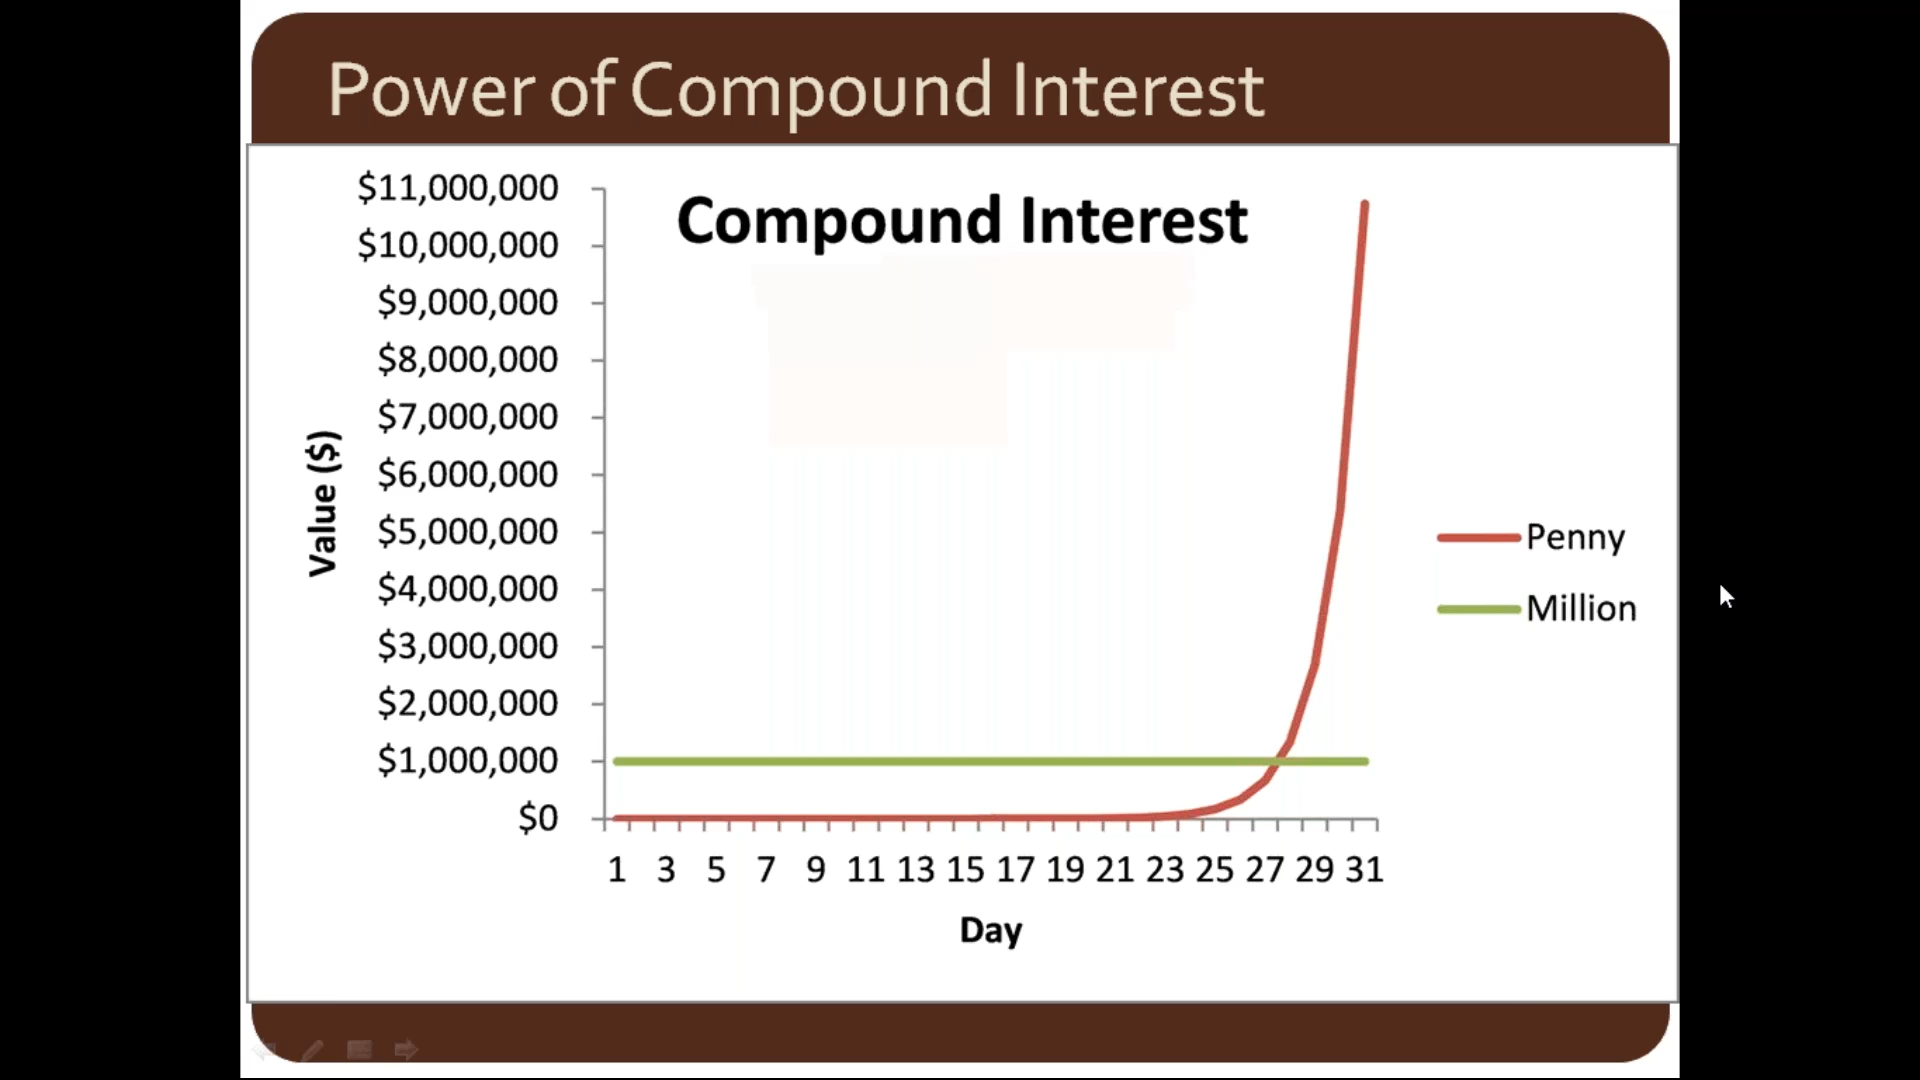 Power of Compound Interest
Compound Interest
$11,000,000
$10,000,000
$9,000,000
$8,000,000
$7,000,000
$6,000,000
$5,000,000
$4,000,000
$3,000,000
$2,000,000
$1,000,000
$0
Value ($)
1 3 5 7 9 11 13 15 17 19 21 23 25 27 29 31
Day
Penny
Million